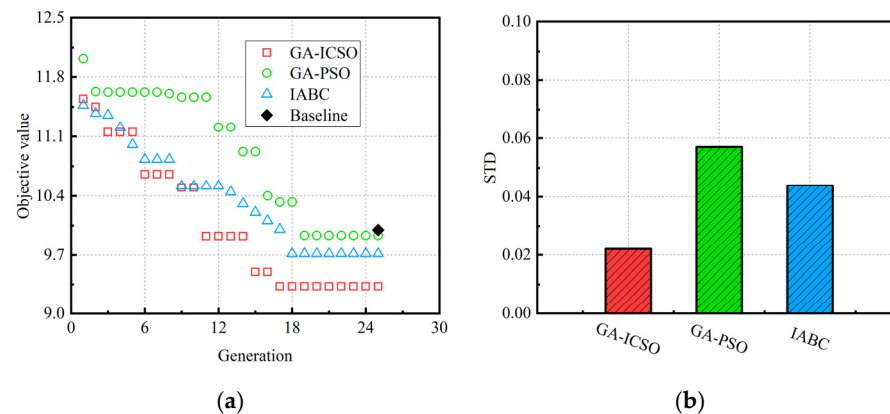 12.5
11.8
11.1
10.4
9.7
9.0
Objective value
0
6
12
18
24
30
Generation
GA-ICSO
GA-PSO
IABC
Baseline
(a)
0.10
0.08
0.06
0.04
0.02
0.00
STD
GA-ICSO
GA-PSO
IABC
(b)